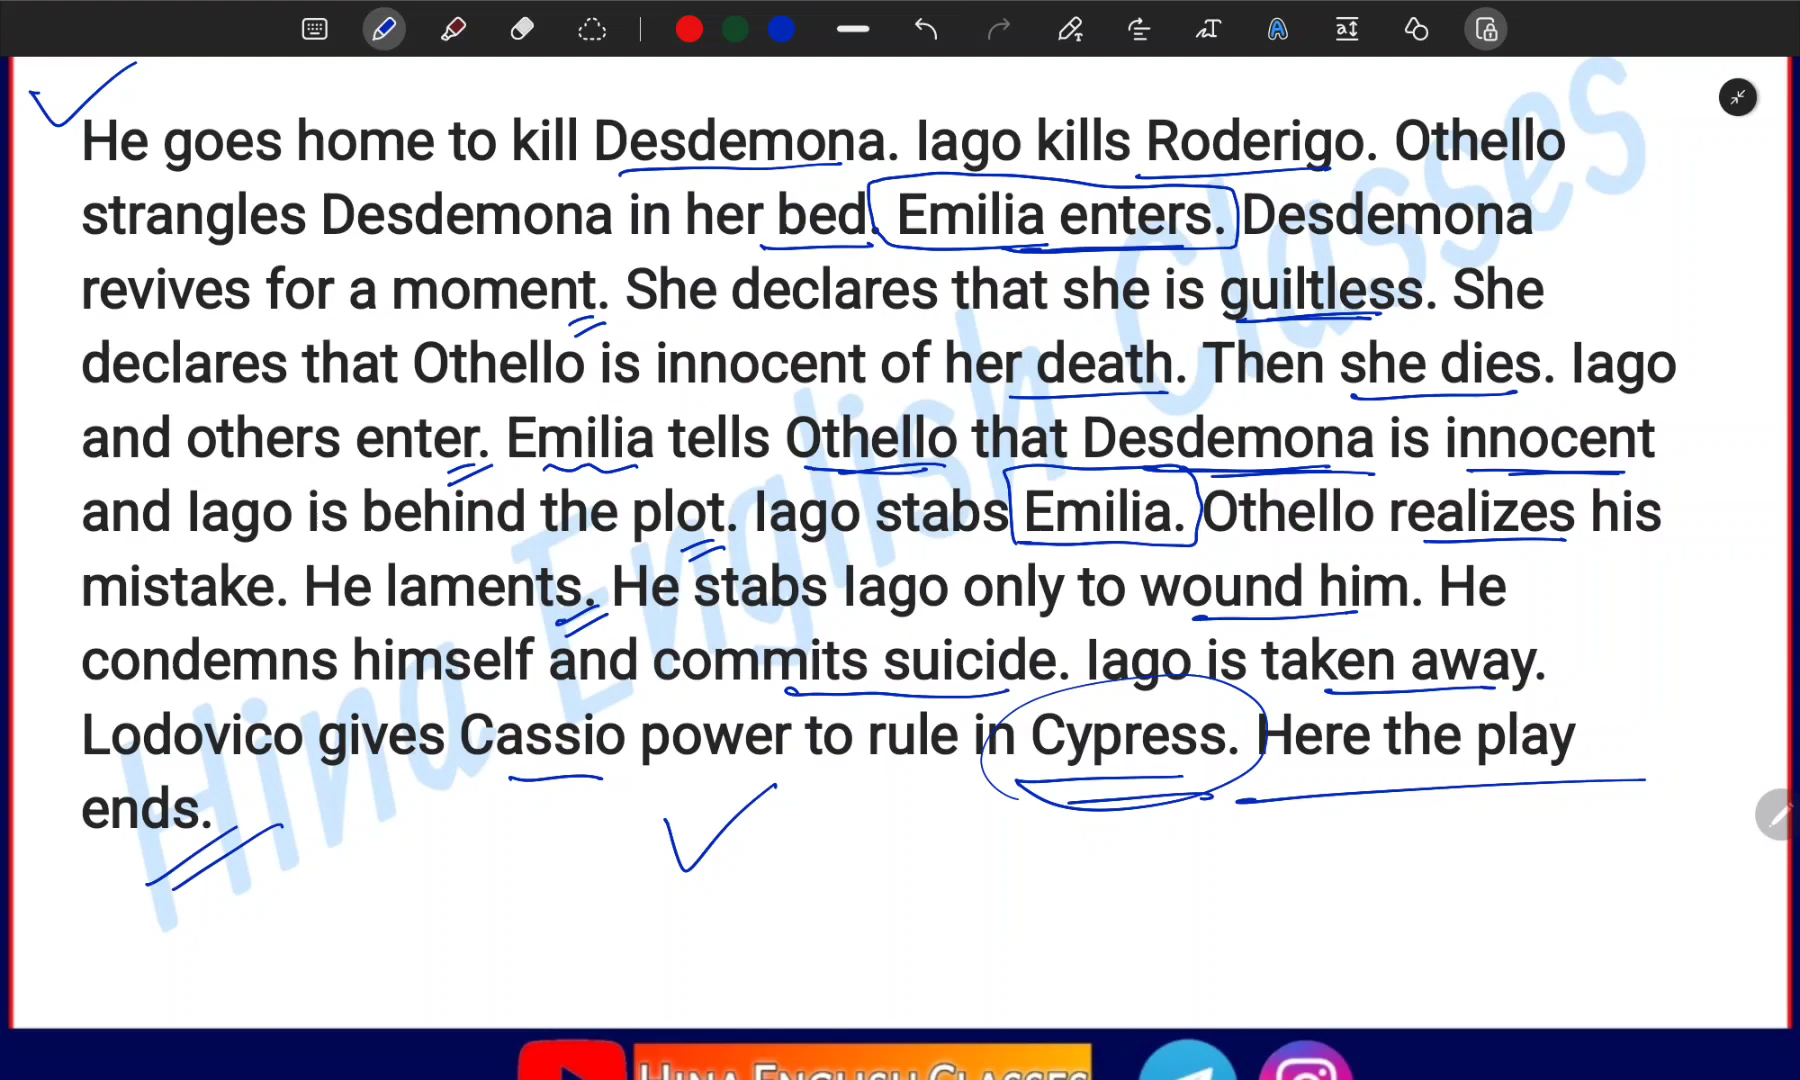 He goes home to kill Desdemona. Iago kills Roderigo. Othello
strangles Desdemona in her bed. Emilia enters. Desdemona
revives for a moment. She declares that she is guiltless. She
declares that Othello is innocent of her death. Then she dies. Iago
and others enter. Emilia tells Othello that Desdemona is innocent
and Iago is behind the plot. Iago stabs Emilia. Othello realizes his
mistake. He laments. He stabs Iago only to wound him. He
condemns himself and commits suicide. Iago is taken away.
Lodovico gives Cassio power to rule in Cypress. Here the play
ends.
Hina English Classes
HINA ENGLISH CLASSES